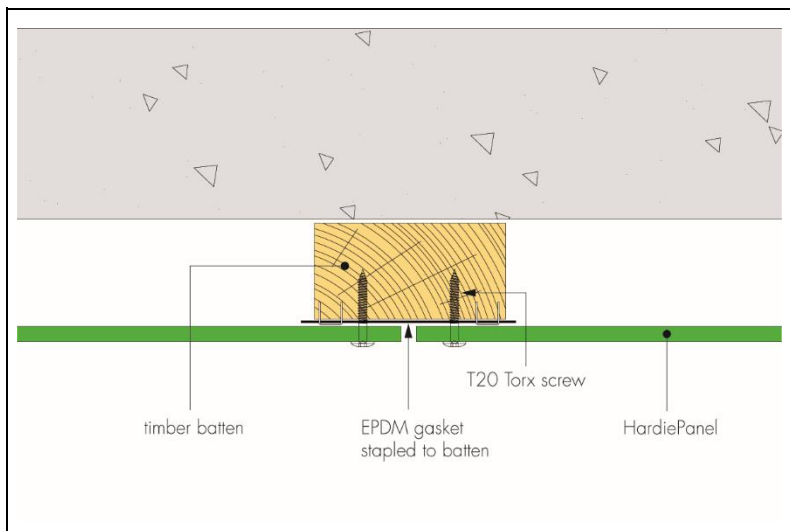 T20 Torx screw
timber batten
EPDM gasket
stapled to batten
HardiePanel